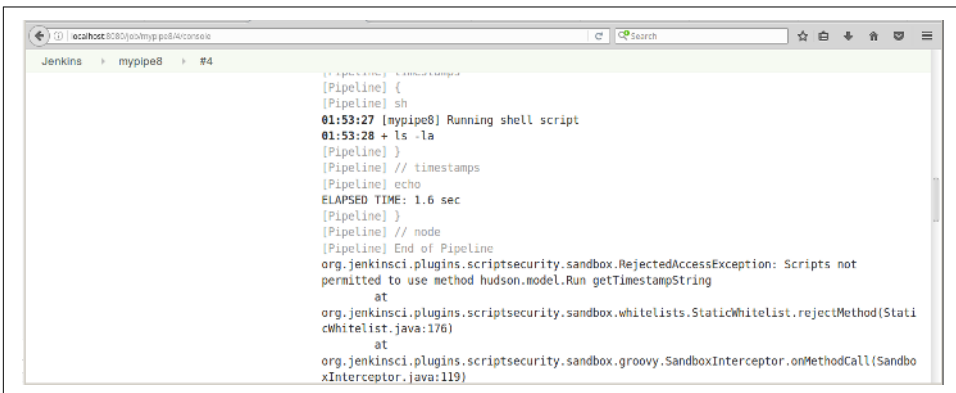 localhost:8080/job/mypipe8/4/console
Search
Jenkins mypipe8 #4
[Pipeline] timestamps
[Pipeline] {
[Pipeline] sh
01:53:27 [mypipe8] Running shell script
01:53:28 + ls -la
[Pipeline] }
[Pipeline] // timestamps
[Pipeline] echo
ELAPSED TIME: 1.6 sec
[Pipeline] }
[Pipeline] // node
[Pipeline] End of Pipeline
org.jenkinsci.plugins.scriptsecurity.sandbox.RejectedAccessException: Scripts not
permitted to use method hudson.model.Run getTimestampString
at
org.jenkinsci.plugins.scriptsecurity.sandbox.whitelists.StaticWhitelist.rejectMethod(Stati
cWhitelist.java:176)
at
org.jenkinsci.plugins.scriptsecurity.sandbox.groovy.SandboxInterceptor.onMethodCall(Sandbo
xInterceptor.java:119)